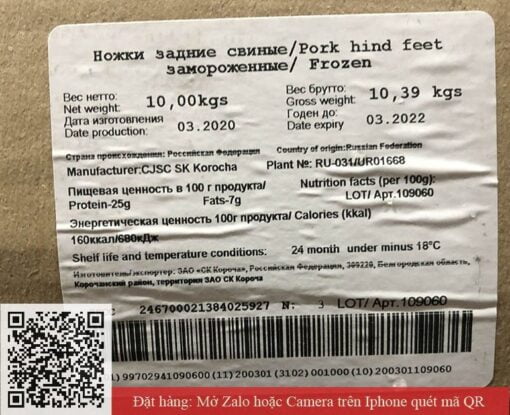 Ножки задние свиные/Pork hind feet
замороженные/ Frozen
Вес нетто: 10,00kgs Вес брутто: 10,39 kgs
Net weight: Gross weight:
Дата изготовления 03.2020 Годен до: 03.2022
Date production: Date expiry
Страна происхождения: Российская Федерация Country of origin:Russian Federation
Manufacturer:CJSC SK Korocha Plant №: RU-031/UR01668
Пищевая ценность в 100 г продукта/ Nutrition facts (per 100g):
Protein-25g Fats-7g LOT/ Арт.109060
Энергетическая ценность 100г продукта/ Calories (kkal)
160ккал/680кДж
Shelf life and temperature conditions: 24 month under minus 18°C
Изготовитель/экспортер: ЗАО «СК Короча», Российская Федерация, 309220, Белгородская область,
Корочанский район, территория ЗАО СК Короча
246700021384025927 N: 3 LOT/ Арт.109060
1)99702941090600(11)200301(3102)001000(10)200301109060
Đặt hàng: Mở Zalo hoặc Camera trên Iphone quét mã QR